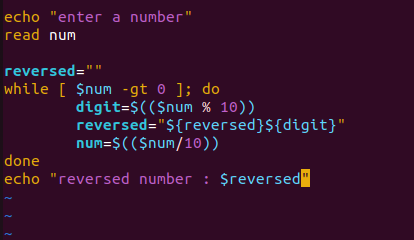 echo "enter a number"
read num

reversed=""
while [ $num -gt 0 ]; do
        digit=$(($num % 10))
        reversed="${reversed}${digit}"
        num=$(($num/10))
done
echo "reversed number : $reversed"
~
~
~